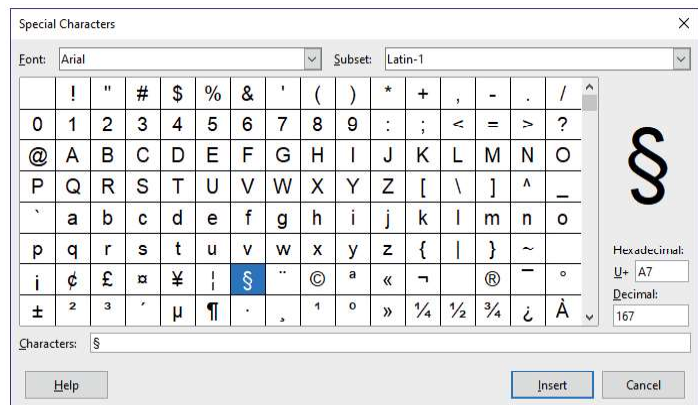 Special Characters
Font: Arial Subset: Latin-1
! " # $ % & ' ( ) * + , - . /
0 1 2 3 4 5 6 7 8 9 : ; < = > ?
@ A B C D E F G H I J K L M N O
P Q R S T U V W X Y Z [ \ ] ^ _
` a b c d e f g h i j k l m n o
p q r s t u v w x y z { | } ~
¡ ¢ £ ¤ ¥ ¦ § ¨ © ª « ¬ ® ¯ °
± ² ³ ´ µ ¶ · ¸ ¹ º » ¼ ½ ¾ ¿ À
§
Hexadecimal:
U+ A7
Decimal:
167
Characters: §
Help Insert Cancel